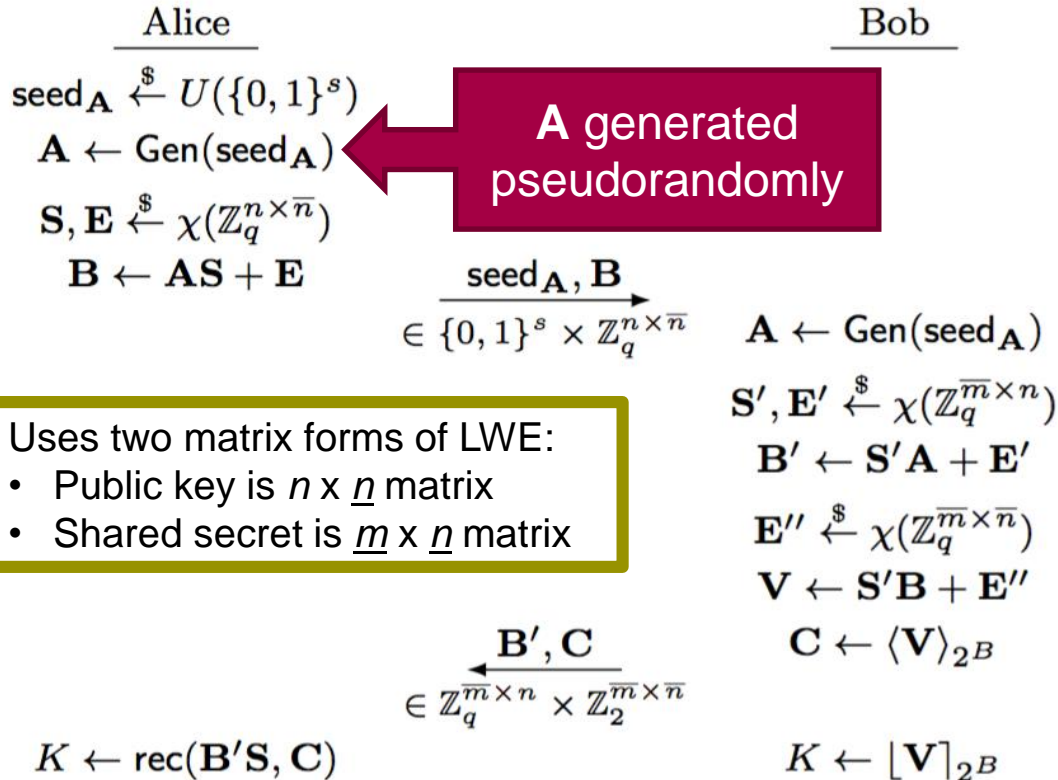 Alice
Bob
seed_A ←$ U({0, 1}^s)
A ← Gen(seed_A)
A generated
pseudorandomly
S, E ←$ χ(ℤ_q^{n×n̅})
B ← AS + E
seed_A, B
∈ {0, 1}^s × ℤ_q^{n×n̅}
A ← Gen(seed_A)
S′, E′ ←$ χ(ℤ_q^{m̅×n})
Uses two matrix forms of LWE:
• Public key is n x n̲ matrix
• Shared secret is m̲ x n̲ matrix
B′ ← S′A + E′
E″ ←$ χ(ℤ_q^{m̅×n̅})
V ← S′B + E″
B′, C
C ← ⟨V⟩_{2^B}
∈ ℤ_q^{m̅×n} × ℤ_2^{m̅×n̅}
K ← rec(B′S, C)
K ← ⌊V⌉_{2^B}